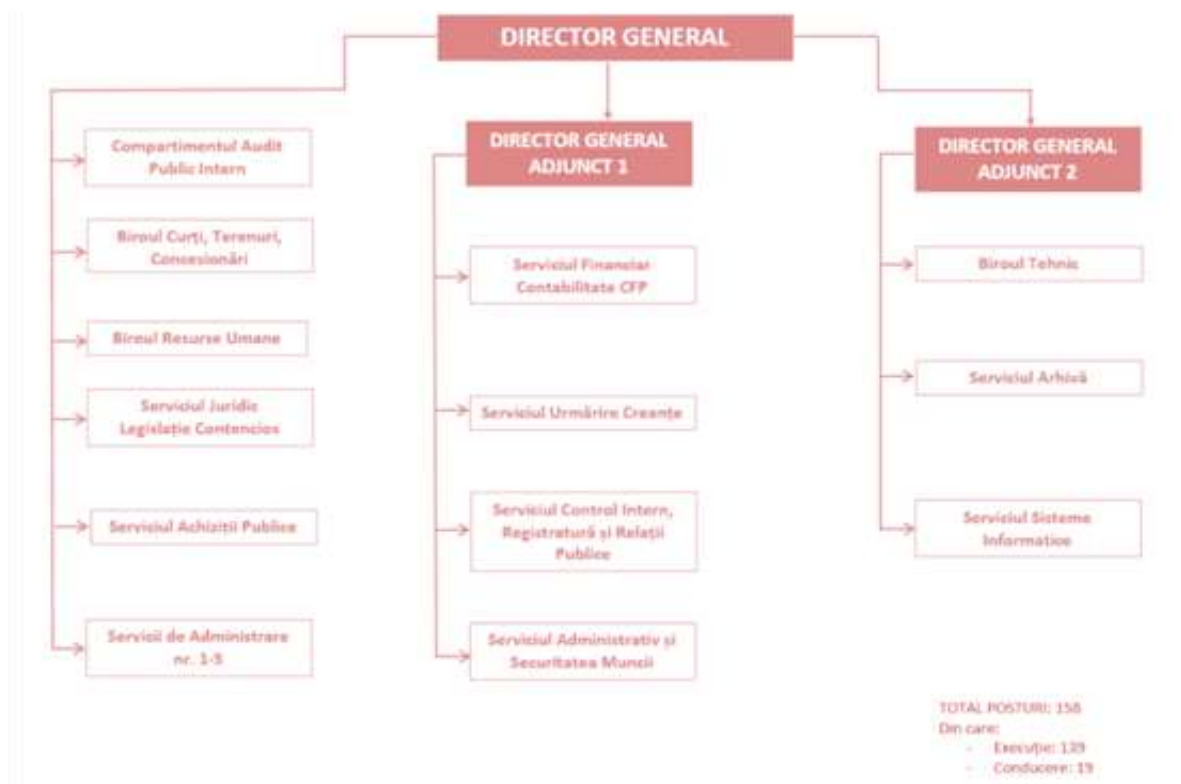 DIRECTOR GENERAL
Compartimentul Audit
Public Intern
Biroul Curți, Terenuri,
Concesionări
Biroul Resurse Umane
Serviciul Juridic
Legislație Contencios
Serviciul Achiziții Publice
Servicii de Administrare
nr. 1-5
DIRECTOR GENERAL
ADJUNCT 1
Serviciul Financiar
Contabilitate CFP
Serviciul Urmărire Creanțe
Serviciul Control Intern,
Registratură și Relații
Publice
Serviciul Administrativ și
Securitatea Muncii
DIRECTOR GENERAL
ADJUNCT 2
Biroul Tehnic
Serviciul Arhivă
Serviciul Sisteme
Informatice
TOTAL POSTURI: 158
Din care:
- Execuție: 139
- Conducere: 19